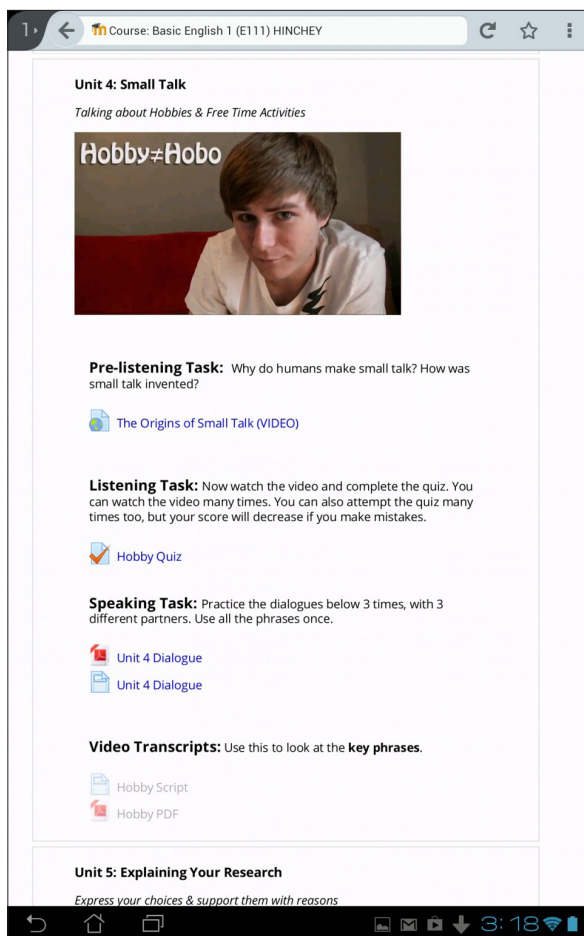 1
Course: Basic English 1 (E111) HINCHEY
Unit 4: Small Talk
Talking about Hobbies & Free Time Activities
Hobby≠Hobo
Pre-listening Task: Why do humans make small talk? How was
small talk invented?
The Origins of Small Talk (VIDEO)
Listening Task: Now watch the video and complete the quiz. You
can watch the video many times. You can also attempt the quiz many
times too, but your score will decrease if you make mistakes.
Hobby Quiz
Speaking Task: Practice the dialogues below 3 times, with 3
different partners. Use all the phrases once.
Unit 4 Dialogue
Unit 4 Dialogue
Video Transcripts: Use this to look at the key phrases.
Hobby Script
Hobby PDF
Unit 5: Explaining Your Research
Express your choices & support them with reasons
3:18